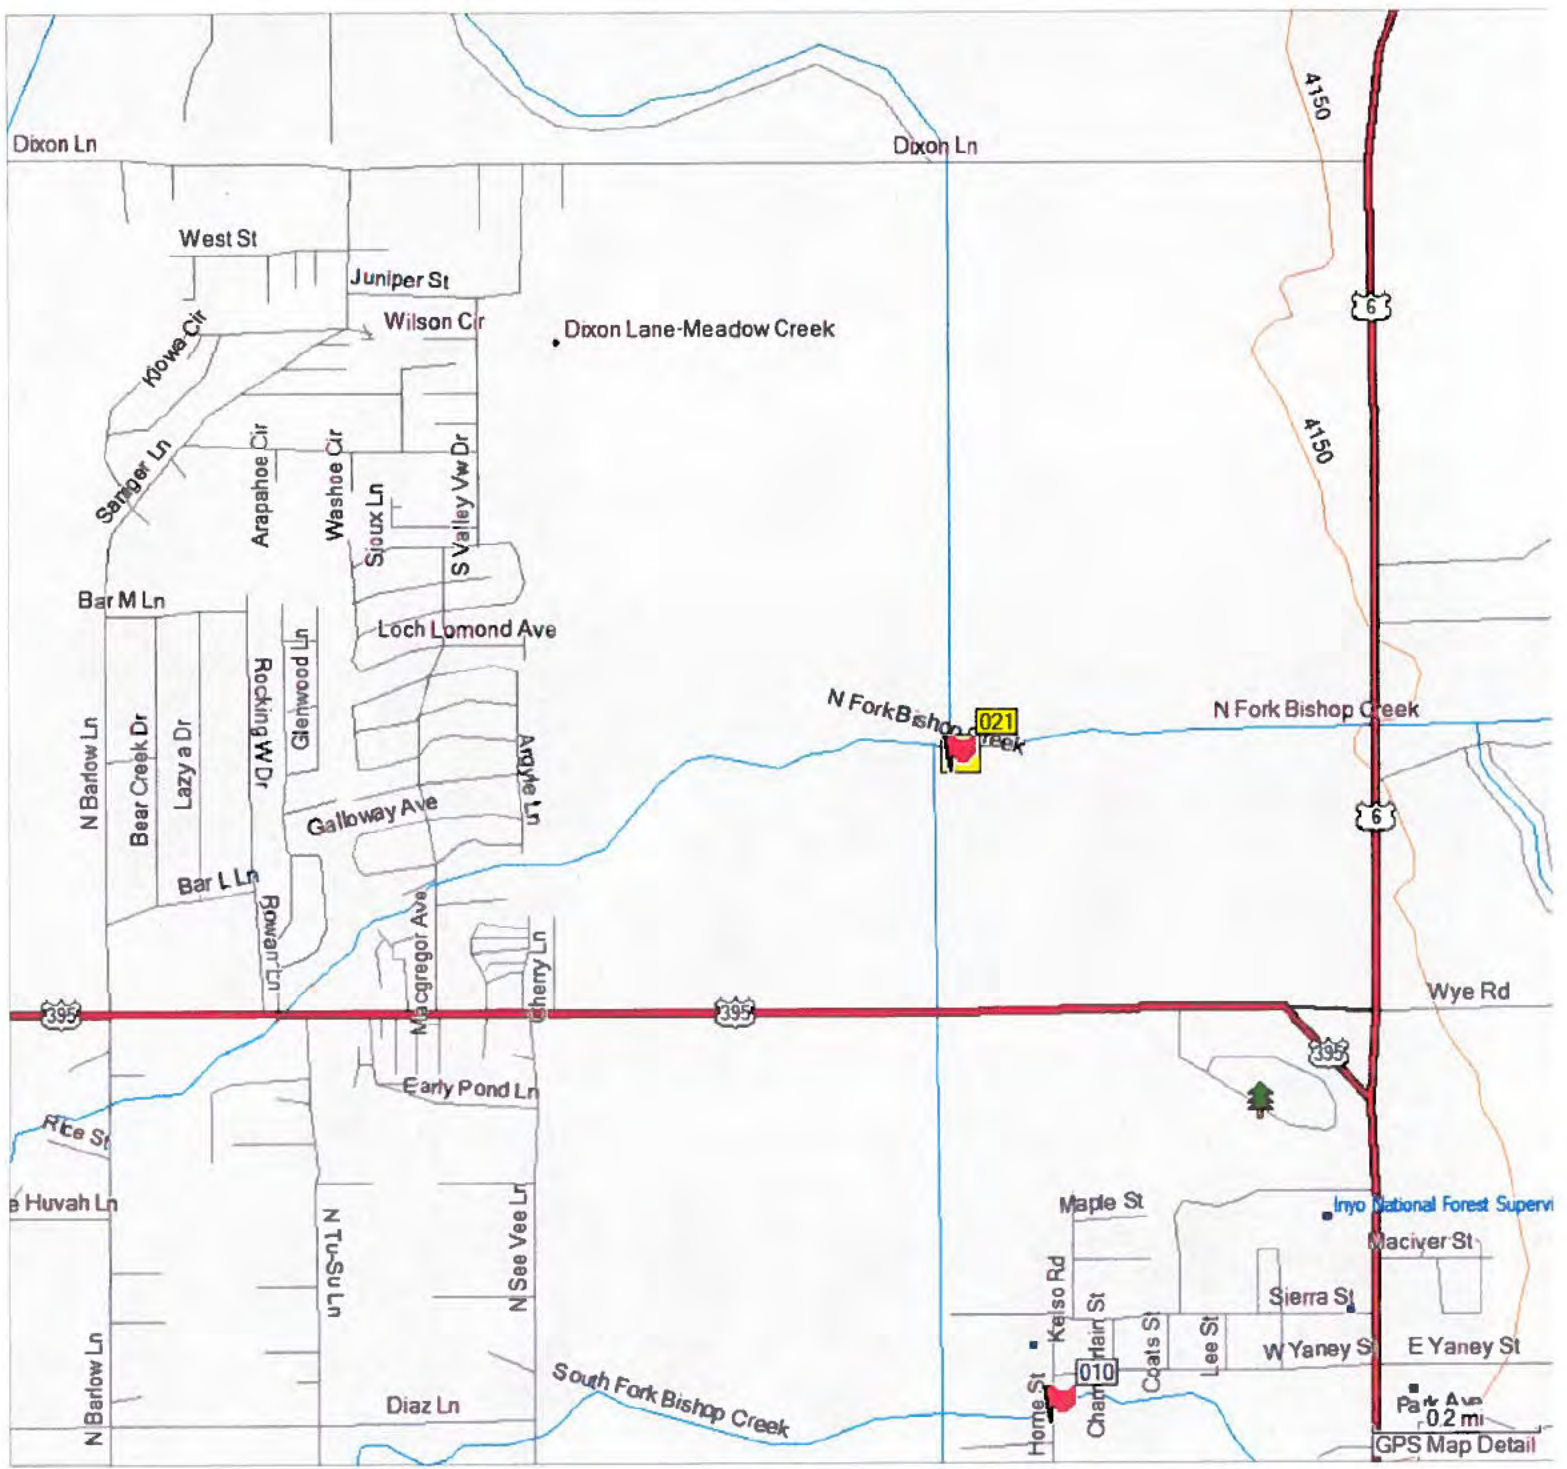 4150
Dixon Ln
Dixon Ln
West St
Juniper St
6
Kiowa Cir
Wilson Cir
Dixon Lane-Meadow Creek
4150
Saniger Ln
Arapahoe Cir
Washoe Cir
Sioux Ln
S Valley Vw Dr
Bar M Ln
Loch Lomond Ave
N Barlow Ln
Bear Creek Dr
Lazy a Dr
Rocking W Dr
Glenwood Ln
Argyle Ln
N Fork Bishop Creek
021
N Fork Bishop Creek
6
Galloway Ave
Bar L Ln
Rowan Ln
Macgregor Ave
Cherry Ln
Wye Rd
395
395
395
Early Pond Ln
Rice St
e Huvah Ln
N Tu-Su Ln
N See Vee Ln
Maple St
Inyo National Forest Supervi
Maciver St
Kelso Rd
Sierra St
Coats St
Lee St
W Yaney St
E Yaney St
N Barlow Ln
Diaz Ln
South Fork Bishop Creek
Home St
010
Park Ave
0.2 mi
GPS Map Detail